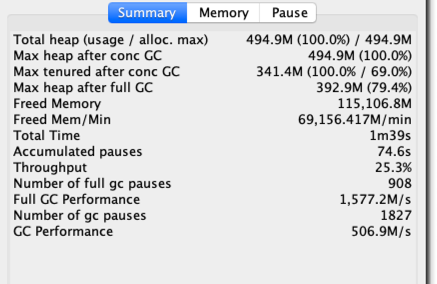 Summary Memory Pause
Total heap (usage / alloc. max) 494.9M (100.0%) / 494.9M
Max heap after conc GC 494.9M (100.0%)
Max tenured after conc GC 341.4M (100.0% / 69.0%)
Max heap after full GC 392.9M (79.4%)
Freed Memory 115,106.8M
Freed Mem/Min 69,156.417M/min
Total Time 1m39s
Accumulated pauses 74.6s
Throughput 25.3%
Number of full gc pauses 908
Full GC Performance 1,577.2M/s
Number of gc pauses 1827
GC Performance 506.9M/s